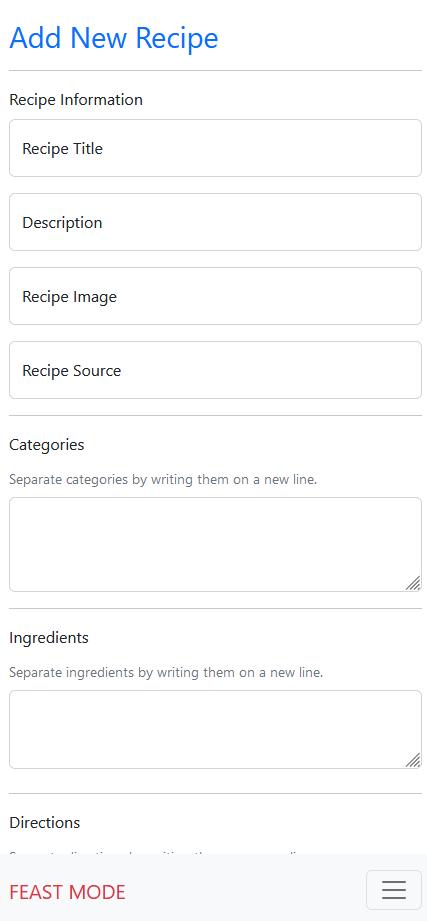 Add New Recipe
Recipe Information
Recipe Title
Description
Recipe Image
Recipe Source
Categories
Separate categories by writing them on a new line.
Ingredients
Separate ingredients by writing them on a new line.
Directions
FEAST MODE